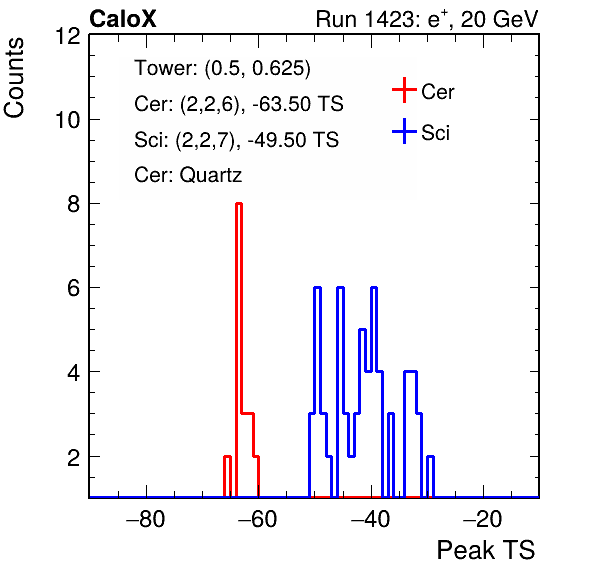 CaloX Run 1423: e⁺, 20 GeV
Counts
12
10
8
6
4
2
Tower: (0.5, 0.625)
Cer: (2,2,6), -63.50 TS
Sci: (2,2,7), -49.50 TS
Cer: Quartz
Cer
Sci
−80 −60 −40 −20
Peak TS